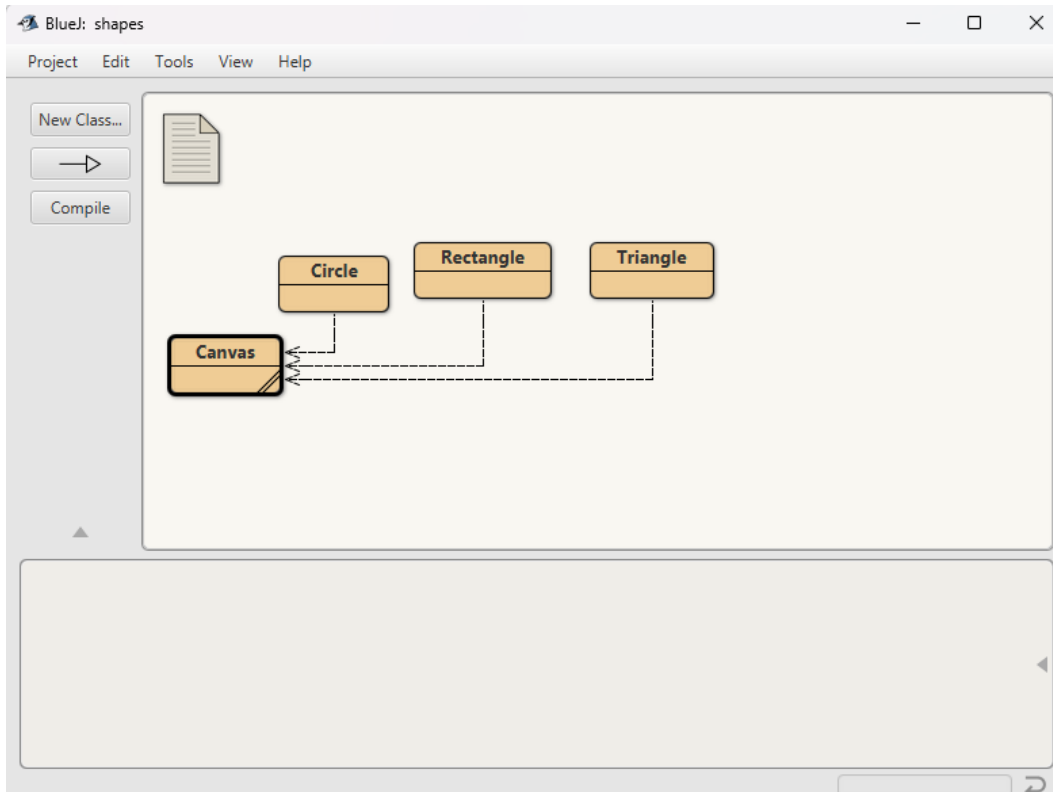 BlueJ: shapes
Project Edit Tools View Help
New Class...
Compile
Circle
Rectangle
Triangle
Canvas